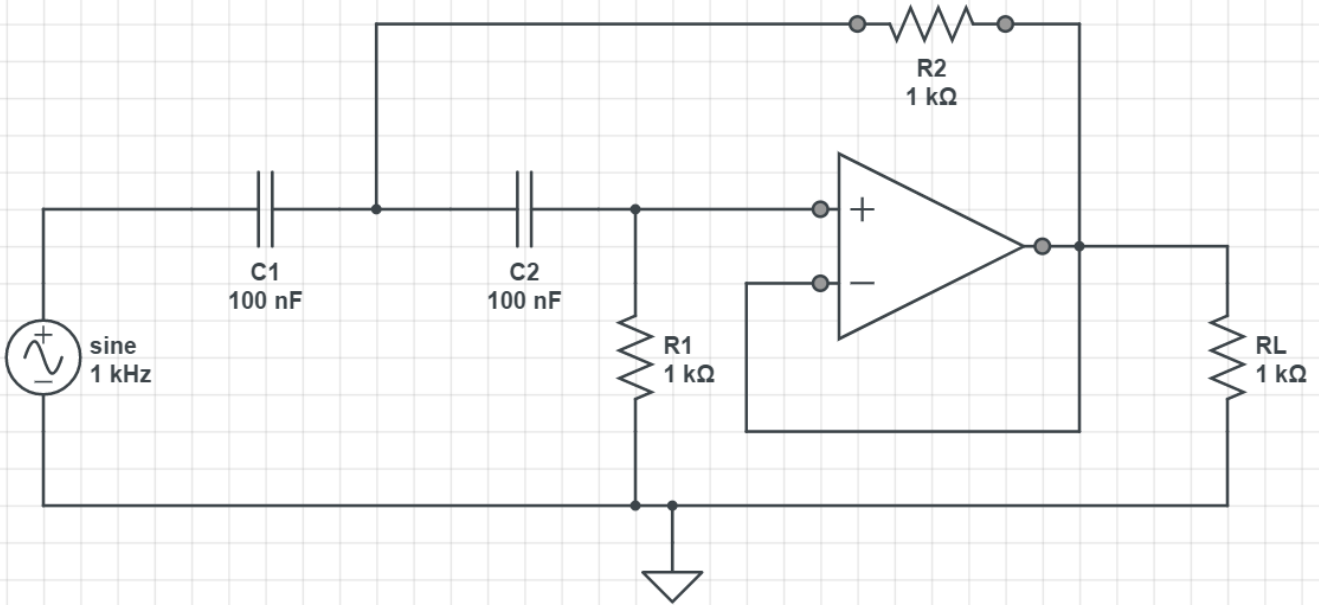 R2
1 kΩ
+
C1
100 nF
C2
100 nF
−
+
−
sine
1 kHz
R1
1 kΩ
RL
1 kΩ